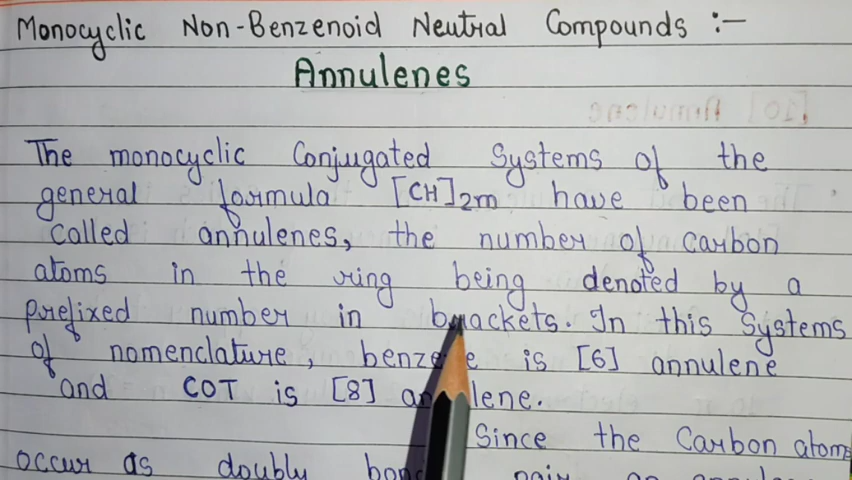 Monocyclic Non-Benzenoid Neutral Compounds :-
Annulenes
The monocyclic Conjugated Systems of the
general formula [CH]2m have been
called annulenes, the number of carbon
atoms in the ring being denoted by a
prefixed number in brackets. In this Systems
of nomenclature, benzene is [6] annulene
and COT is [8] annulene.
Since the Carbon atoms
occur as doubly